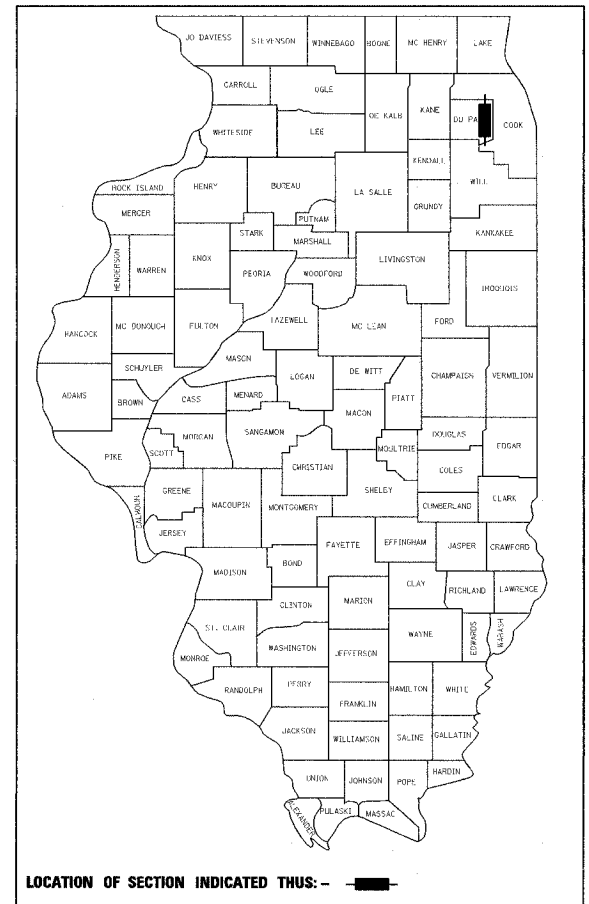 JO DAVIESS STEVENSON WINNEBAGO BOONE MC HENRY LAKE
CARROLL OGLE
DE KALB KANE DU PA COOK
WHITESIDE LEE
KENDALL
ROCK ISLAND HENRY BUREAU LA SALLE WILL
MERCER PUTNAM GRUNDY
STARK MARSHALL KANKAKEE
HENDERSON WARREN KNOX PEORIA WOODFORD LIVINGSTON
IROQUOIS
HANCOCK MC DONOUGH FULTON TAZEWELL MC LEAN FORD
MASON
SCHUYLER LOGAN DE WITT CHAMPAIGN VERMILION
ADAMS BROWN CASS MENARD PIATT
MACON
MORGAN SANGAMON DOUGLAS
PIKE SCOTT MOULTRIE EDGAR
CHRISTIAN COLES
GREENE SHELBY CLARK
CALHOUN MACOUPIN MONTGOMERY CUMBERLAND
JERSEY
FAYETTE EFFINGHAM JASPER CRAWFORD
MADISON BOND
CLAY RICHLAND LAWRENCE
CLINTON MARION
ST. CLAIR WAYNE EDWARDS WABASH
WASHINGTON JEFFERSON
MONROE
RANDOLPH PERRY HAMILTON WHITE
FRANKLIN
JACKSON WILLIAMSON SALINE GALLATIN
UNION JOHNSON POPE HARDIN
ALEXANDER PULASKI MASSAC
LOCATION OF SECTION INDICATED THUS: -